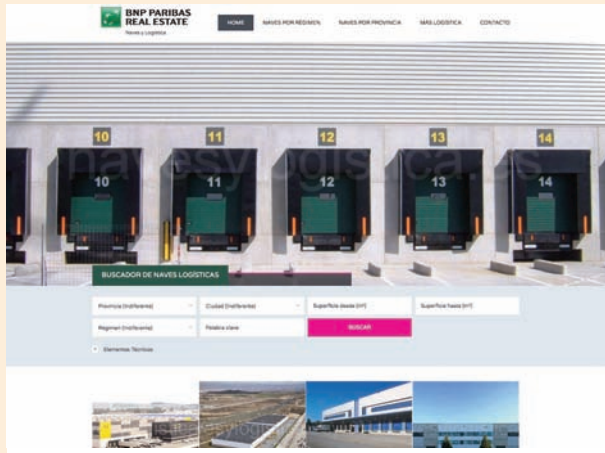 BNP PARIBAS
REAL ESTATE
Naves y Logística
HOME NAVES POR RÉGIMEN NAVES POR PROVINCIA MÁS LOGÍSTICA CONTACTO
10 11 12 13 14
navesylogistica.es
10 11 12 13 14
BUSCADOR DE NAVES LOGÍSTICAS
Provincia (Indiferente) Ciudad (Indiferente) Superficie desde (m²) Superficie hasta (m²)
Régimen (Indiferente) Palabra clave BUSCAR
+ Elementos Técnicos